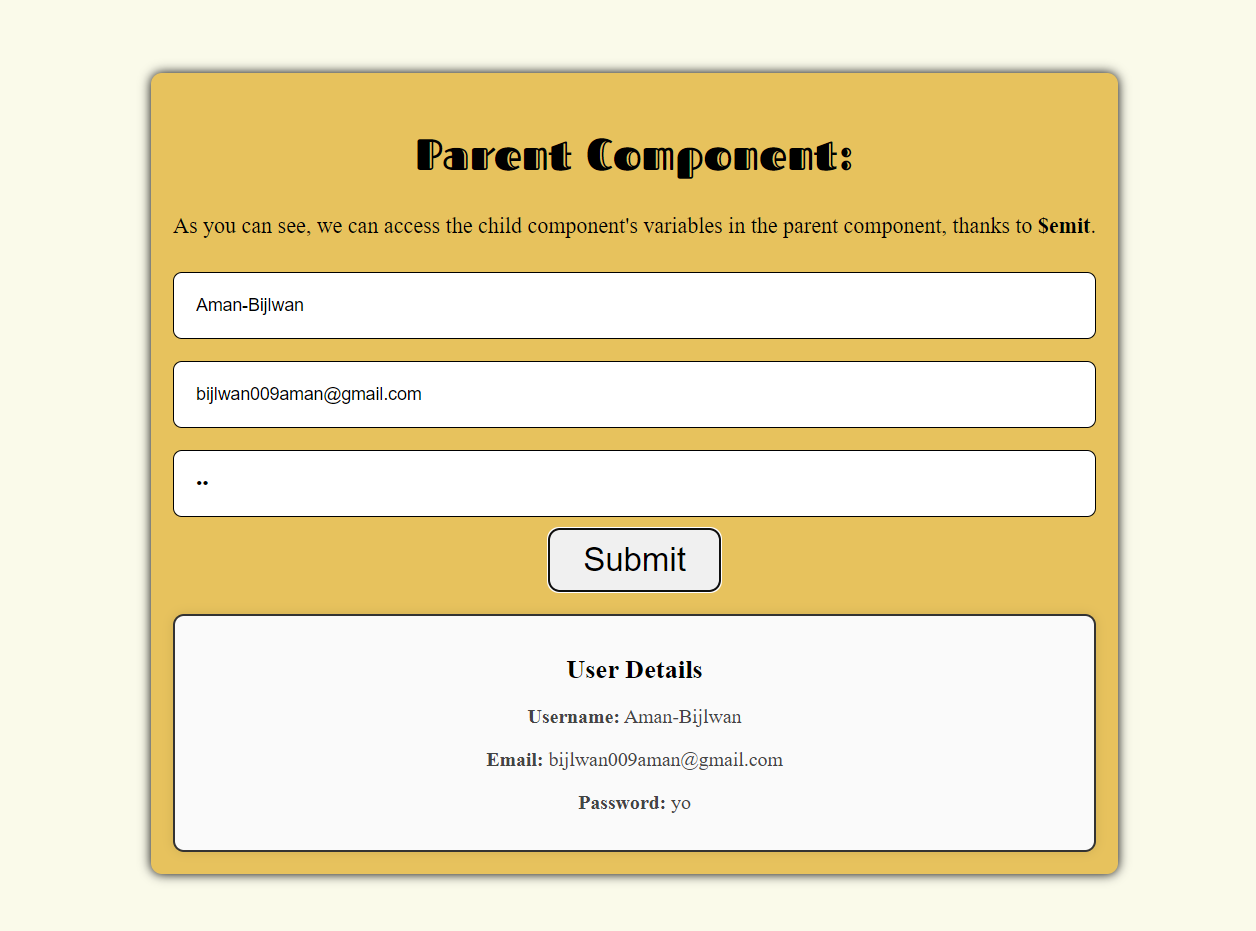 Parent Component:
As you can see, we can access the child component's variables in the parent component, thanks to $emit.
Aman-Bijlwan
bijlwan009aman@gmail.com
••
Submit
User Details
Username: Aman-Bijlwan
Email: bijlwan009aman@gmail.com
Password: yo